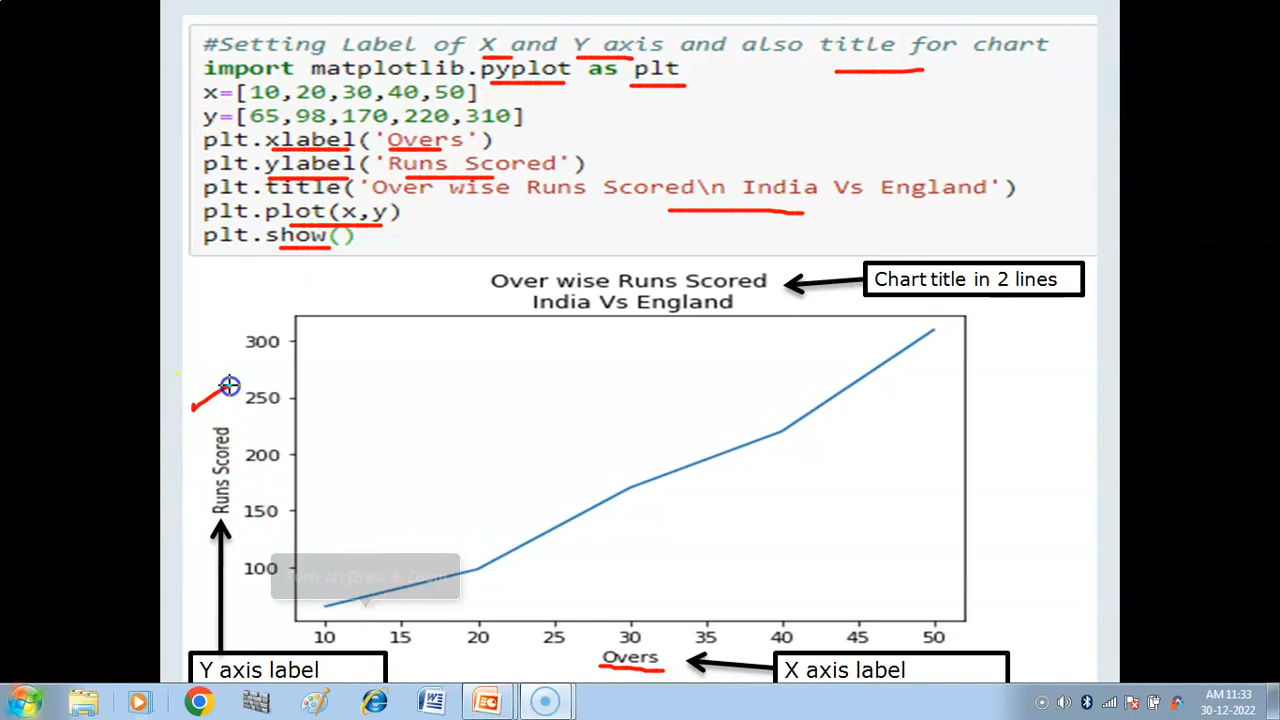 #Setting Label of X and Y axis and also title for chart
import matplotlib.pyplot as plt
x=[10,20,30,40,50]
y=[65,98,170,220,310]
plt.xlabel('Overs')
plt.ylabel('Runs Scored')
plt.title('Over wise Runs Scored\n India Vs England')
plt.plot(x,y)
plt.show()
Over wise Runs Scored
India Vs England
Chart title in 2 lines
300
250
200
150
100
Runs Scored
Turn on Draw & Zoom
10 15 20 25 30 35 40 45 50
Overs
Y axis label
X axis label
AM 11:33
30-12-2022